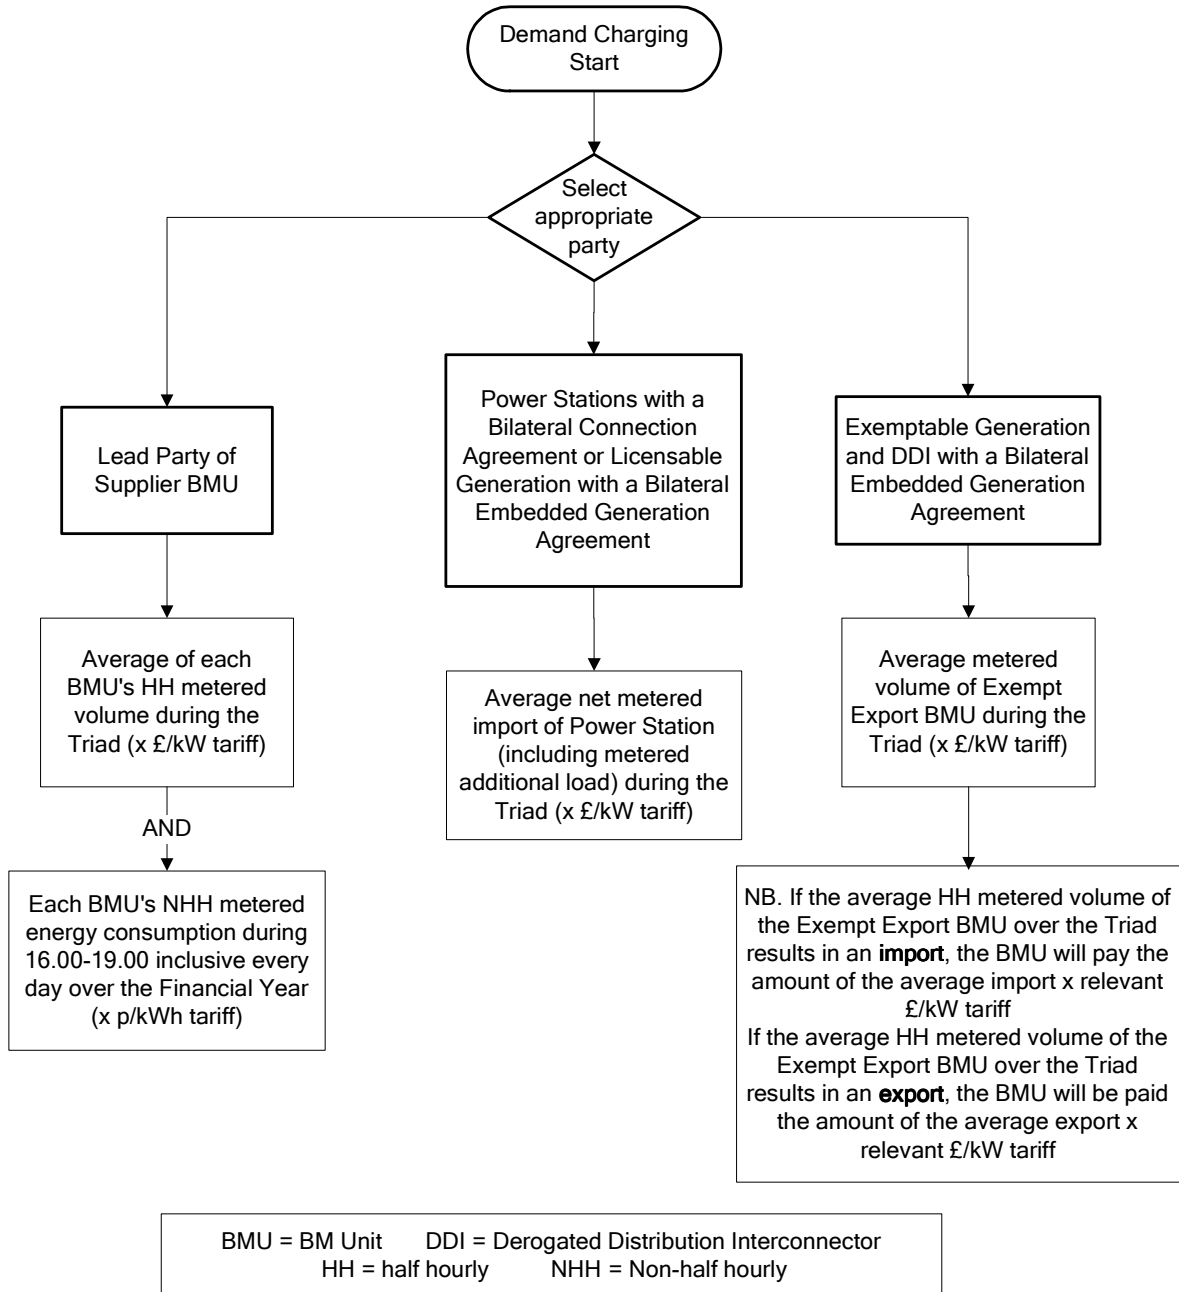 Demand Charging
Start
Select
appropriate
party
Lead Party of
Supplier BMU
Power Stations with a
Bilateral Connection
Agreement or Licensable
Generation with a Bilateral
Embedded Generation
Agreement
Exemptable Generation
and DDI with a Bilateral
Embedded Generation
Agreement
Average of each
BMU's HH metered
volume during the
Triad (x £/kW tariff)
Average net metered
import of Power Station
(including metered
additional load) during the
Triad (x £/kW tariff)
Average metered
volume of Exempt
Export BMU during the
Triad (x £/kW tariff)
AND
Each BMU's NHH metered
energy consumption during
16.00-19.00 inclusive every
day over the Financial Year
(x p/kWh tariff)
NB. If the average HH metered volume of
the Exempt Export BMU over the Triad
results in an import, the BMU will pay the
amount of the average import x relevant
£/kW tariff
If the average HH metered volume of the
Exempt Export BMU over the Triad
results in an export, the BMU will be paid
the amount of the average export x
relevant £/kW tariff
BMU = BM Unit DDI = Derogated Distribution Interconnector
HH = half hourly NHH = Non-half hourly